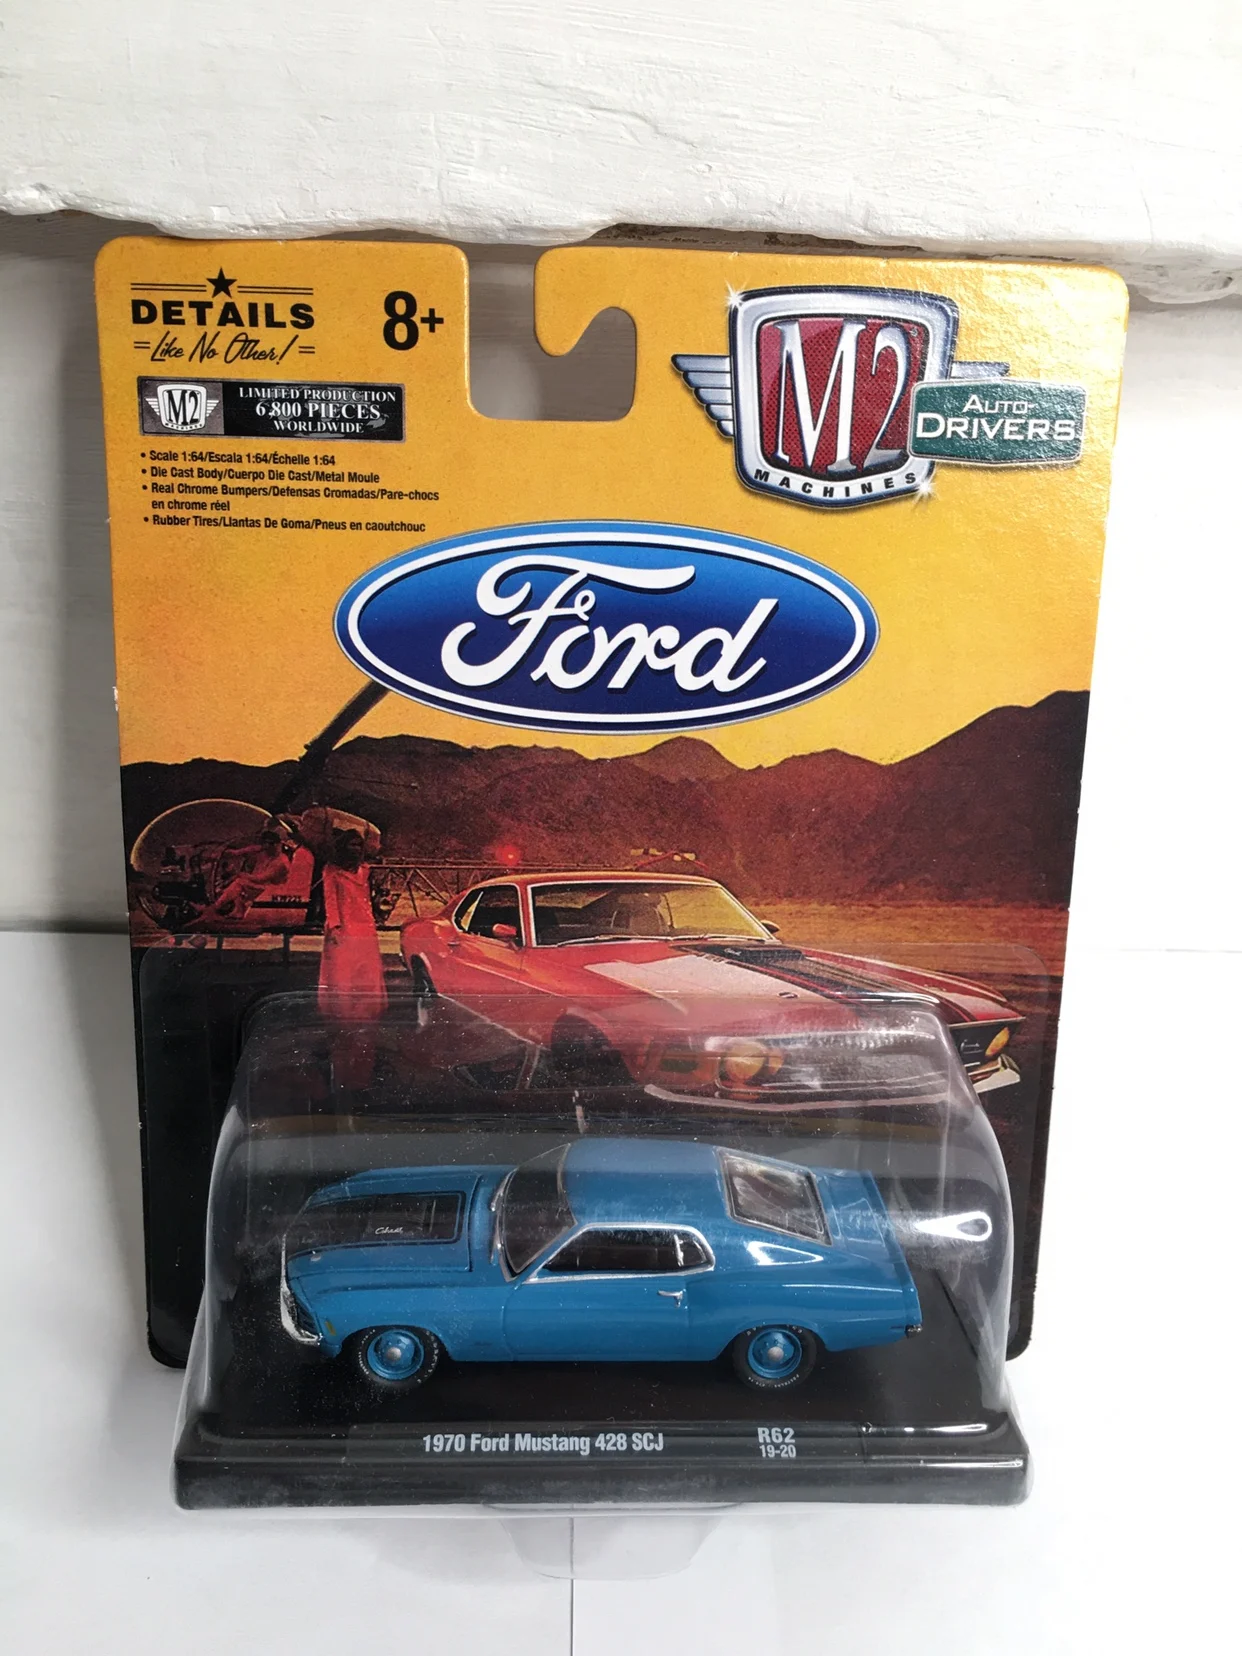 DETAILS
Like No Other!
8+
M2
MACHINES
LIMITED PRODUCTION
6,800 PIECES
WORLDWIDE
• Scale 1:64/Escala 1:64/Échelle 1:64
• Die Cast Body/Cuerpo Die Cast/Metal Moule
• Real Chrome Bumpers/Defensas Cromadas/Pare-chocs
en chrome réel
• Rubber Tires/Llantas De Goma/Pneus en caoutchouc
M2
MACHINES
AUTO-
DRIVERS
Ford
1970 Ford Mustang 428 SCJ
R62
19-20